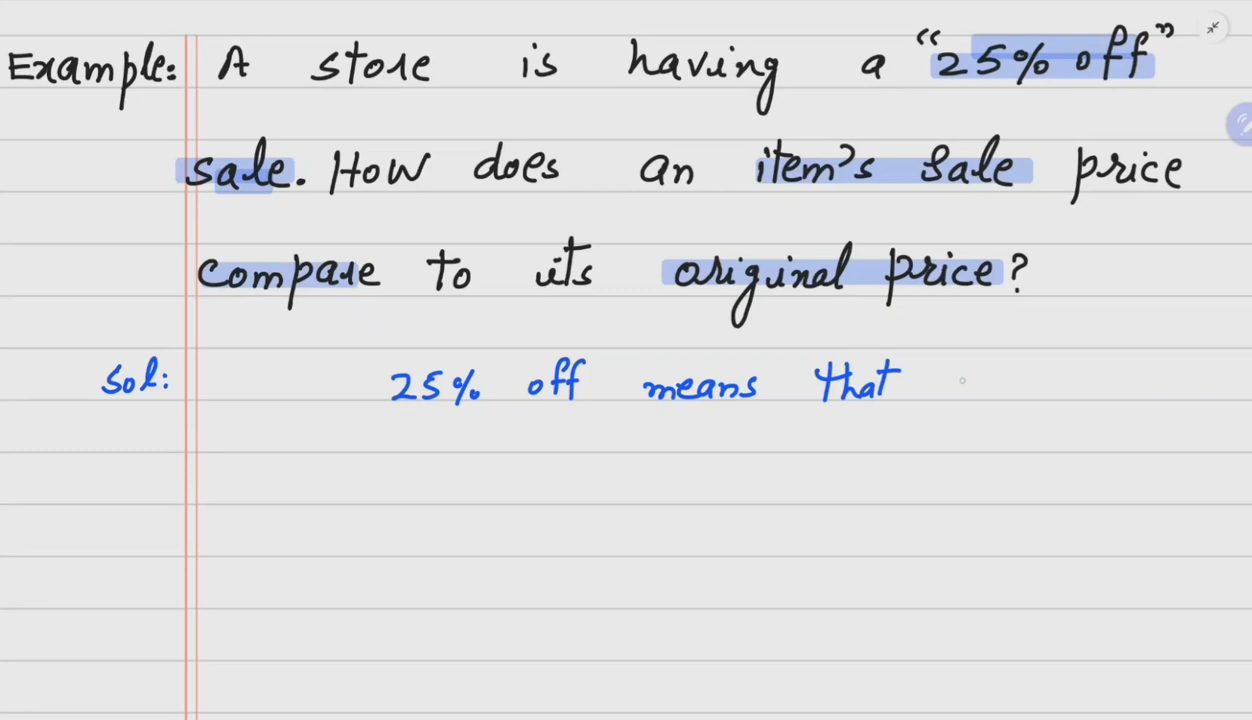 Example: A store is having a "25% off"
sale. How does an item's sale price
compare to its original price?
Sol: 25% off means that